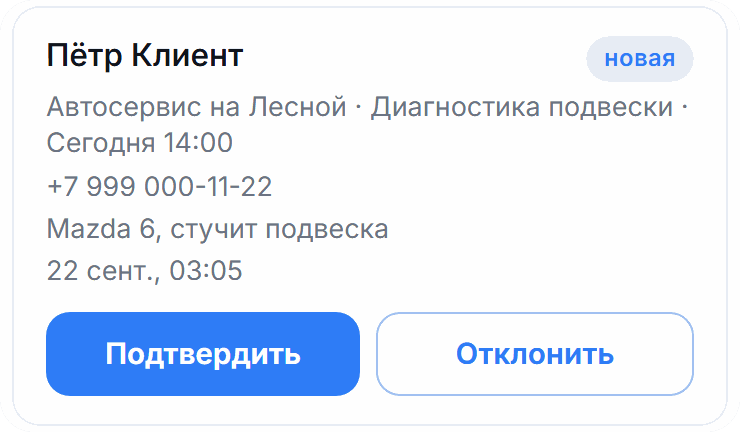 Пётр Клиент
новая
Автосервис на Лесной · Диагностика подвески ·
Сегодня 14:00
+7 999 000-11-22
Mazda 6, стучит подвеска
22 сент., 03:05
Подтвердить
Отклонить